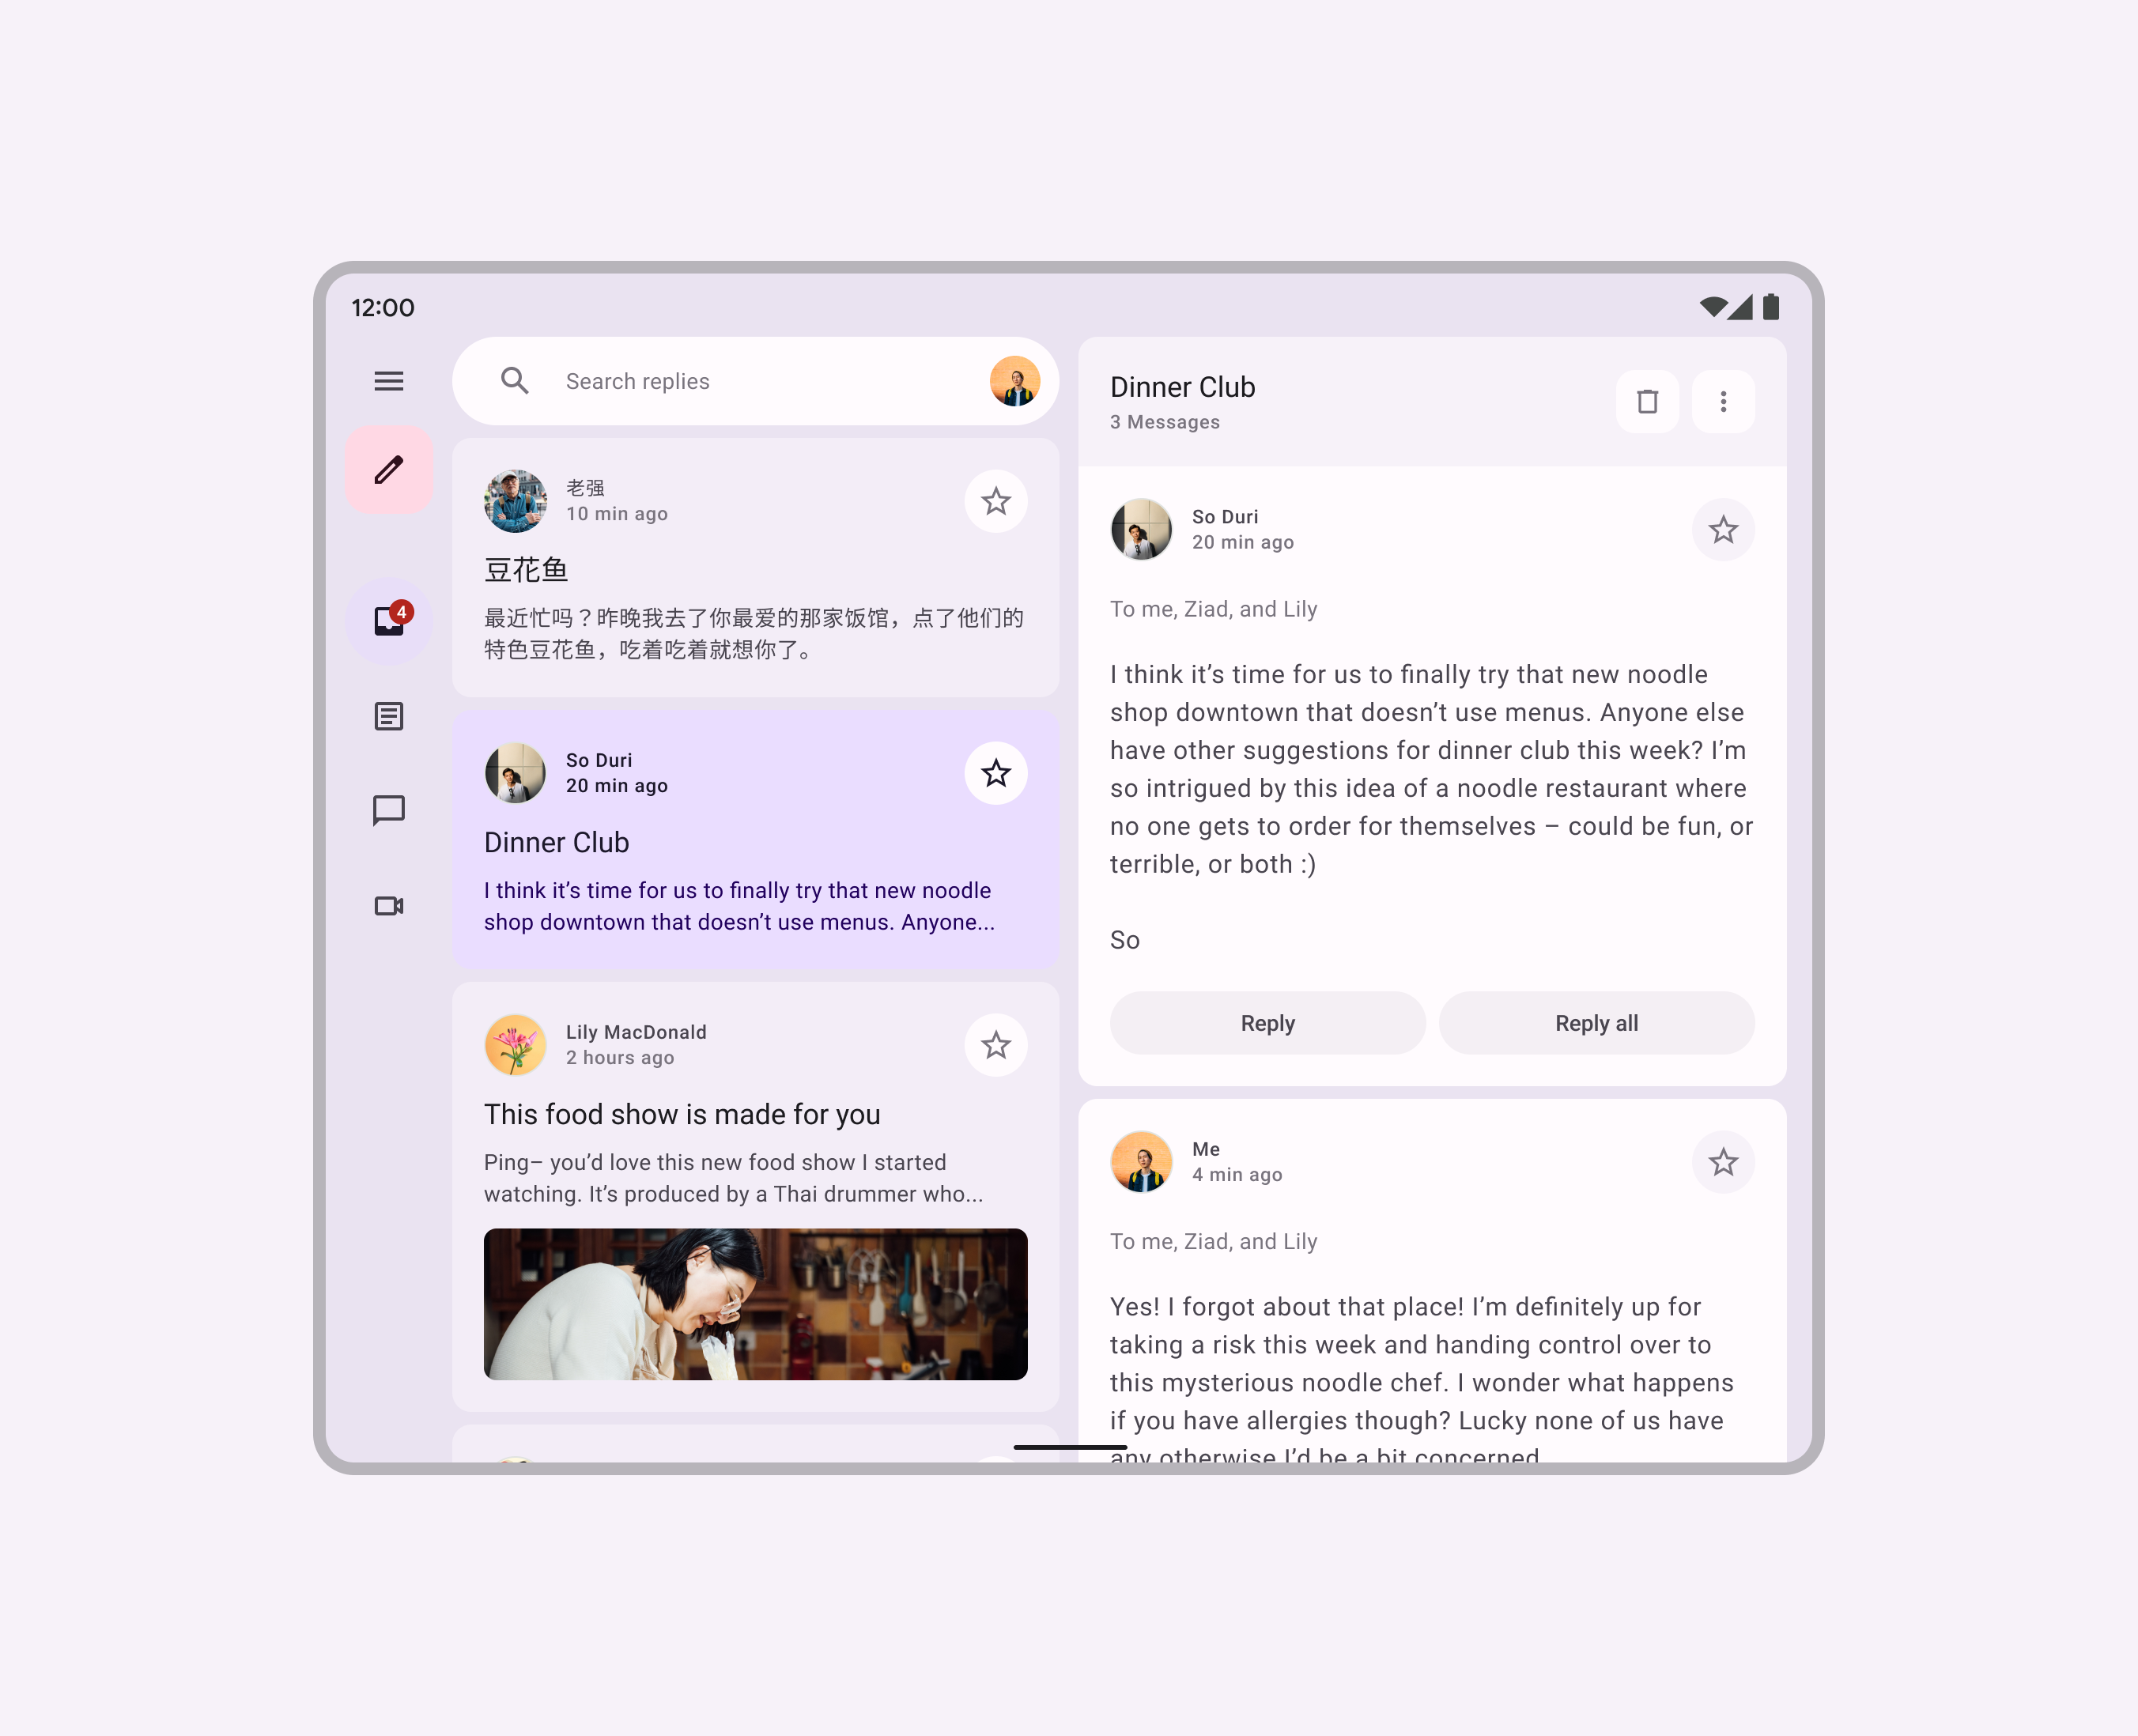 12:00
4
Search replies
老强
10 min ago
豆花鱼
最近忙吗？昨晚我去了你最爱的那家饭馆，点了他们的
特色豆花鱼，吃着吃着就想你了。
So Duri
20 min ago
Dinner Club
I think it’s time for us to finally try that new noodle
shop downtown that doesn’t use menus. Anyone...
Lily MacDonald
2 hours ago
This food show is made for you
Ping– you’d love this new food show I started
watching. It’s produced by a Thai drummer who...
Dinner Club
3 Messages
So Duri
20 min ago
To me, Ziad, and Lily
I think it’s time for us to finally try that new noodle
shop downtown that doesn’t use menus. Anyone else
have other suggestions for dinner club this week? I’m
so intrigued by this idea of a noodle restaurant where
no one gets to order for themselves – could be fun, or
terrible, or both :)
So
Reply
Reply all
Me
4 min ago
To me, Ziad, and Lily
Yes! I forgot about that place! I’m definitely up for
taking a risk this week and handing control over to
this mysterious noodle chef. I wonder what happens
if you have allergies though? Lucky none of us have
any otherwise I’d be a bit concerned